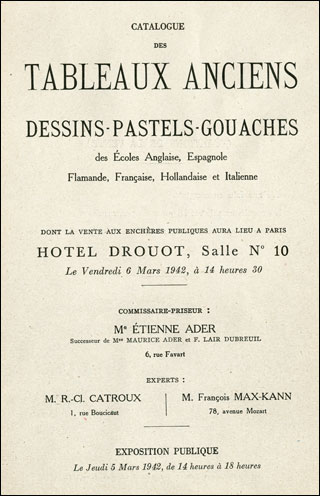 CATALOGUE
DES
TABLEAUX ANCIENS
DESSINS-PASTELS-GOUACHES
des Écoles Anglaise, Espagnole
Flamande, Française, Hollandaise et Italienne
DONT LA VENTE AUX ENCHÈRES PUBLIQUES AURA LIEU A PARIS
HOTEL DROUOT, Salle N° 10
Le Vendredi 6 Mars 1942, à 14 heures 30
COMMISSAIRE-PRISEUR :
Me ÉTIENNE ADER
Successeur de Mes MAURICE ADER et F. LAIR DUBREUIL
6, rue Favart
EXPERTS :
M. R.-Cl. CATROUX
1, rue Boucicaut
M. François MAX-KANN
78, avenue Mozart
EXPOSITION PUBLIQUE
Le Jeudi 5 Mars 1942, de 14 heures à 18 heures